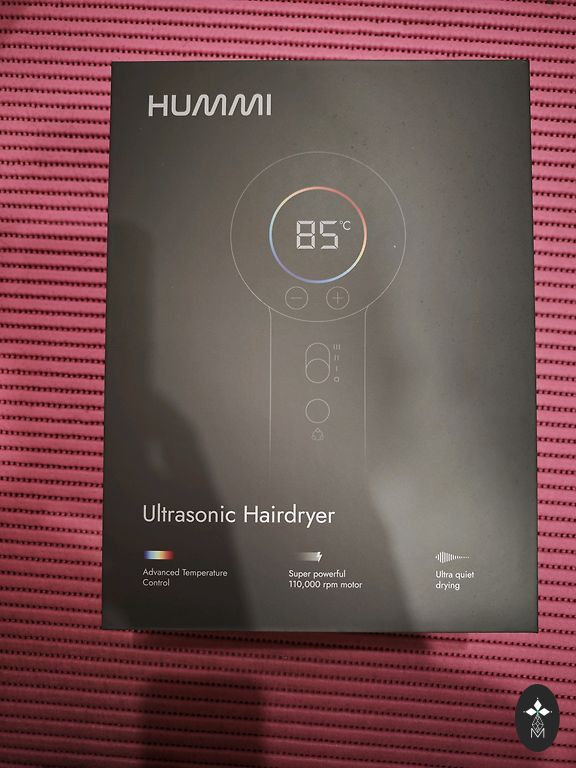 HUMMI
85°C
Ultrasonic Hairdryer
Advanced Temperature
Control
Super powerful
110,000 rpm motor
Ultra quiet
drying
M